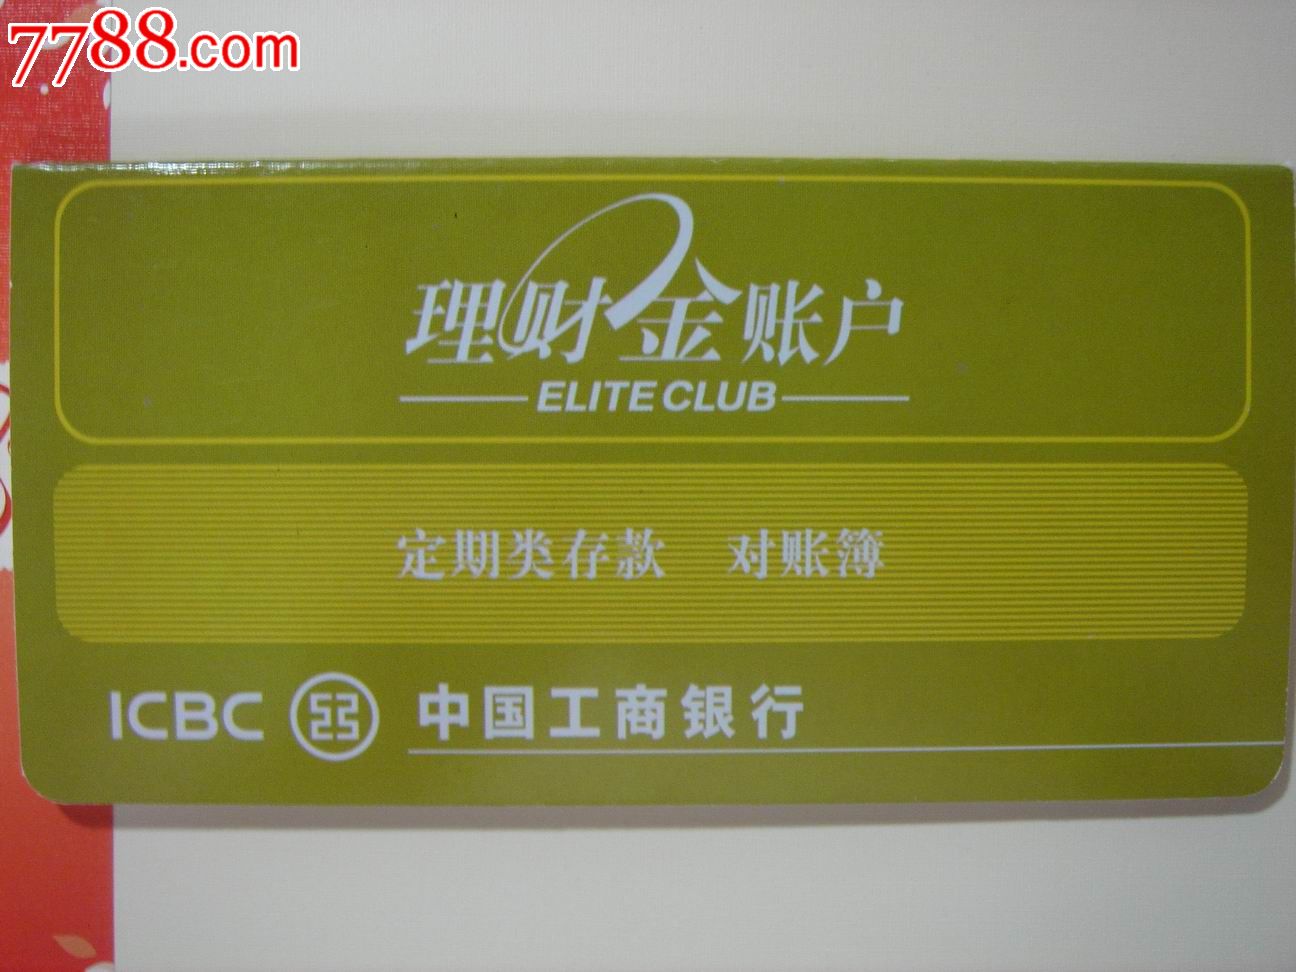 7788.com
理财金账户
ELITE CLUB
定期类存款 对账簿
ICBC 中国工商银行